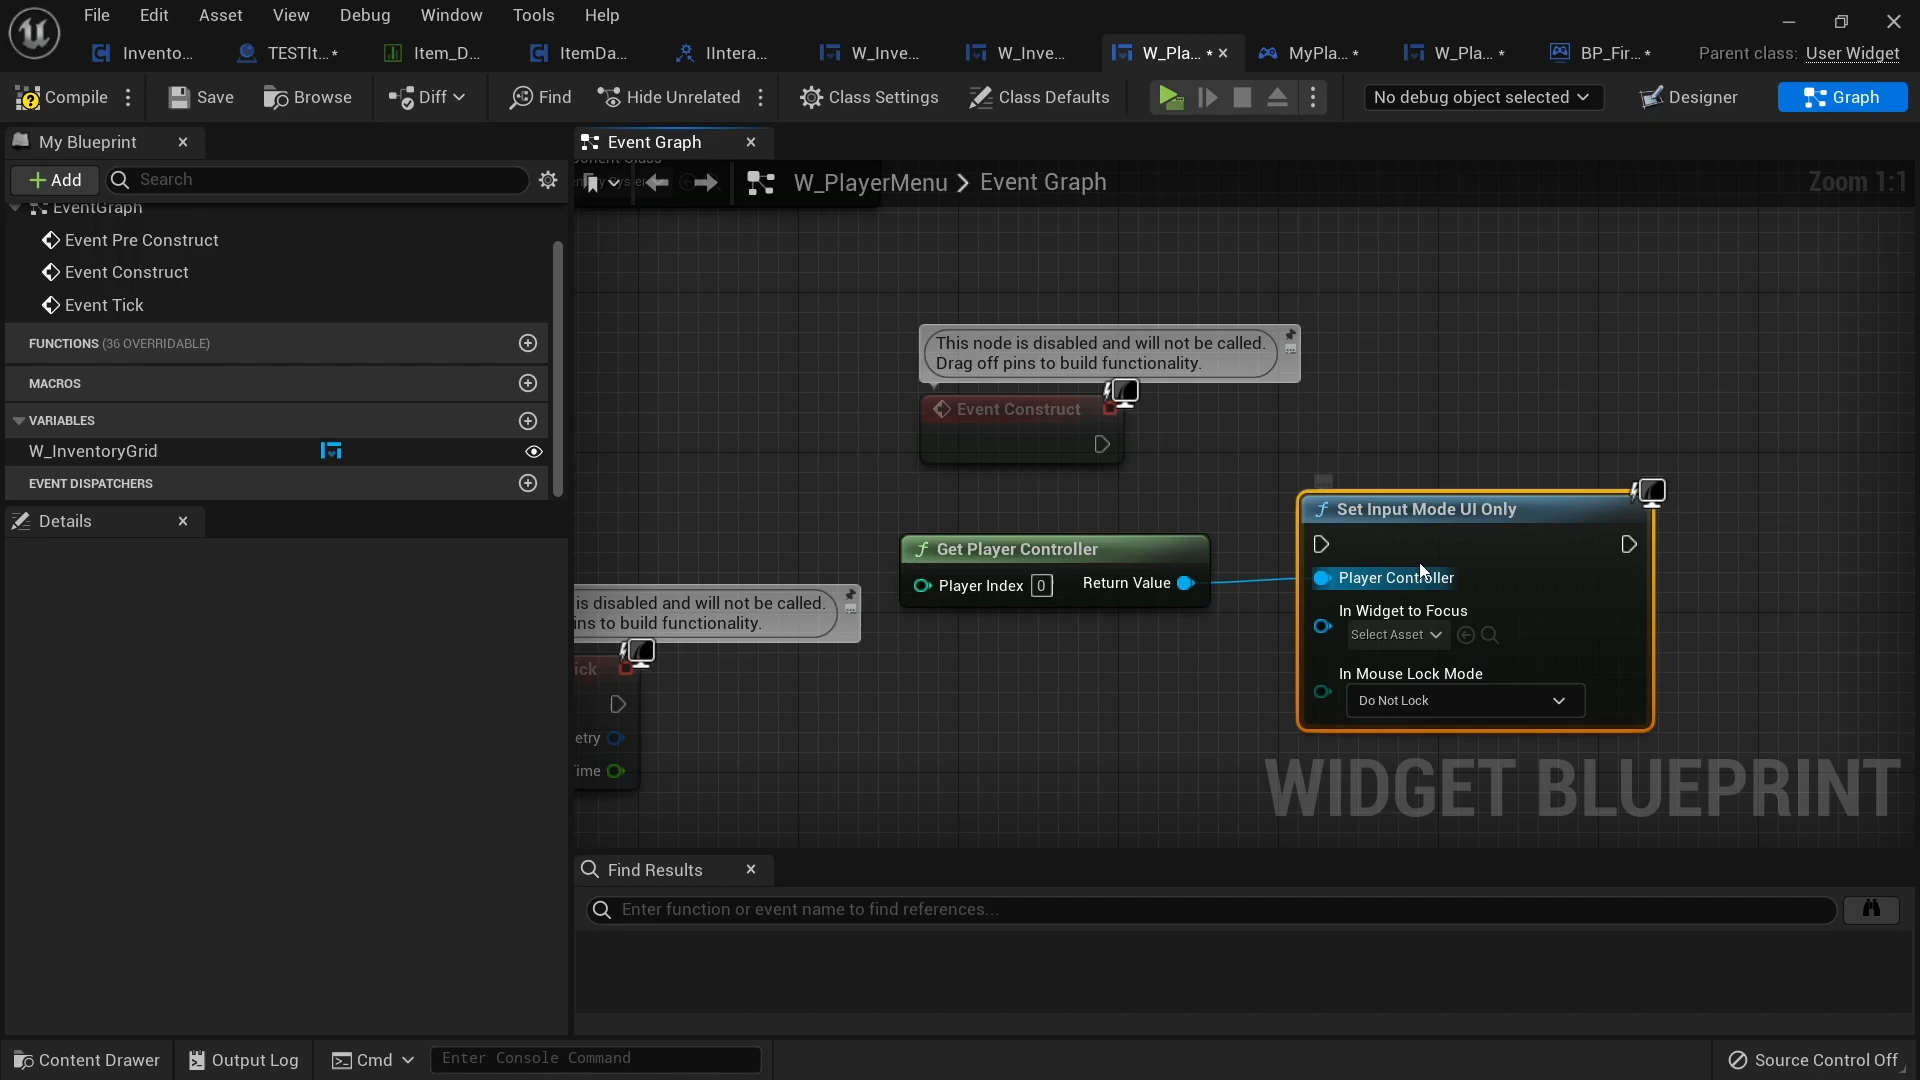 File Edit Asset View Debug Window Tools Help
Invento... TESTIt...* Item_D... ItemDa... IIntera... W_Inve... W_Inve... W_Pla...* MyPla...* W_Pla...* BP_Fir...* Parent class: User Widget
Compile Save Browse Diff Find Hide Unrelated Class Settings Class Defaults No debug object selected Designer Graph
My Blueprint
Event Graph
Add Search
W_PlayerMenu > Event Graph
Zoom 1:1
EventGraph
Event Pre Construct
Event Construct
Event Tick
FUNCTIONS (36 OVERRIDABLE)
MACROS
VARIABLES
W_InventoryGrid
EVENT DISPATCHERS
Details
This node is disabled and will not be called.
Drag off pins to build functionality.
Event Construct
Get Player Controller
Player Index 0 Return Value
is disabled and will not be called.
ins to build functionality.
ick
etry
Time
Set Input Mode UI Only
Player Controller
In Widget to Focus
Select Asset
In Mouse Lock Mode
Do Not Lock
WIDGET BLUEPRINT
Find Results
Enter function or event name to find references...
Content Drawer Output Log Cmd Enter Console Command Source Control Off